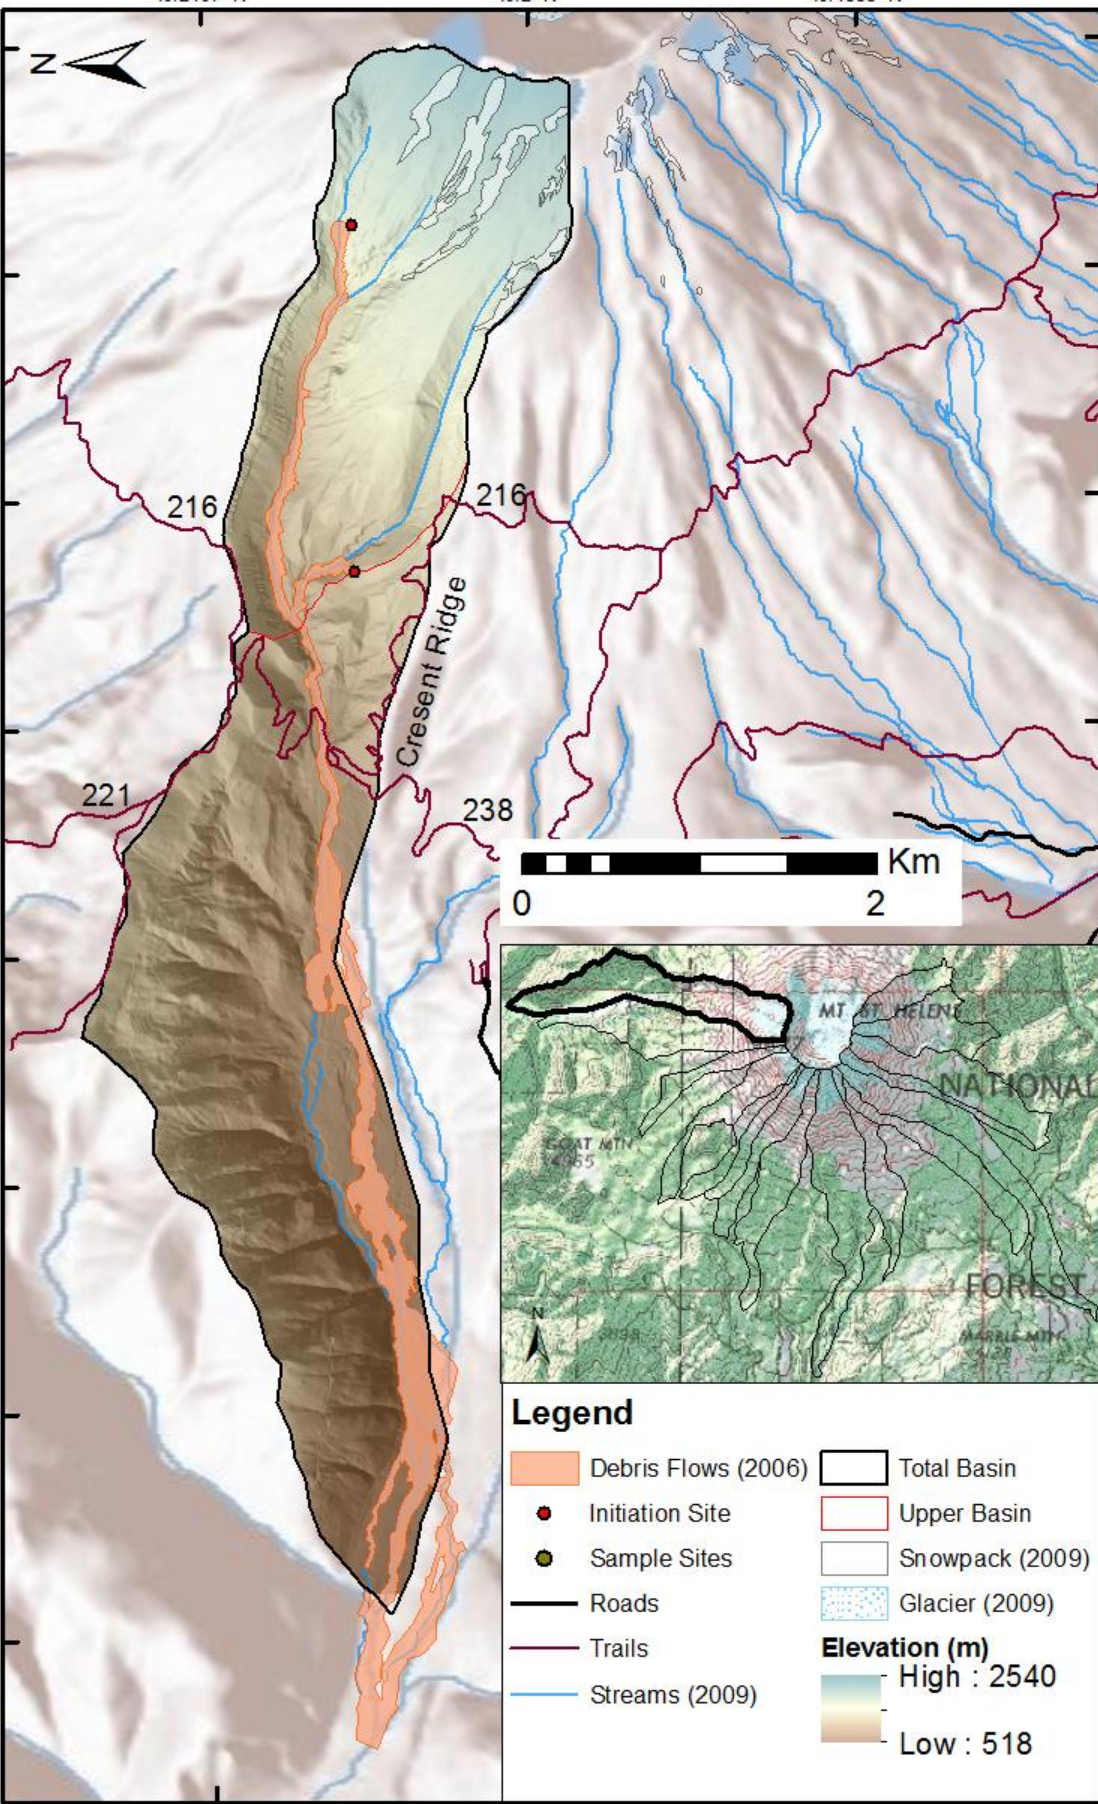 N
216
216
Cresent Ridge
221
238
Km
0
2
MT ST HELENS
NATIONAL
GOAT MTN
FOREST
MARBLE MTN
N
Legend
Debris Flows (2006)
Total Basin
Initiation Site
Upper Basin
Sample Sites
Snowpack (2009)
Roads
Glacier (2009)
Trails
Elevation (m)
Streams (2009)
High : 2540
Low : 518